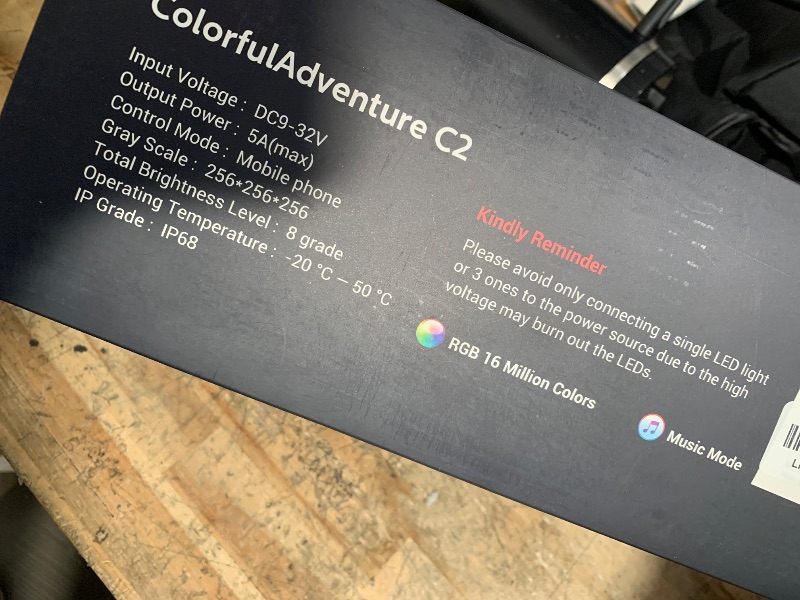 ColorfulAdventure C2
Input Voltage : DC9-32V
Output Power : 5A(max)
Control Mode : Mobile phone
Gray Scale : 256*256*256
Total Brightness Level : 8 grade
Operating Temperature : -20 °C – 50 °C
IP Grade : IP68
Kindly Reminder
Please avoid only connecting a single LED light
or 3 ones to the power source due to the high
voltage may burn out the LEDs.
RGB 16 Million Colors
Music Mode